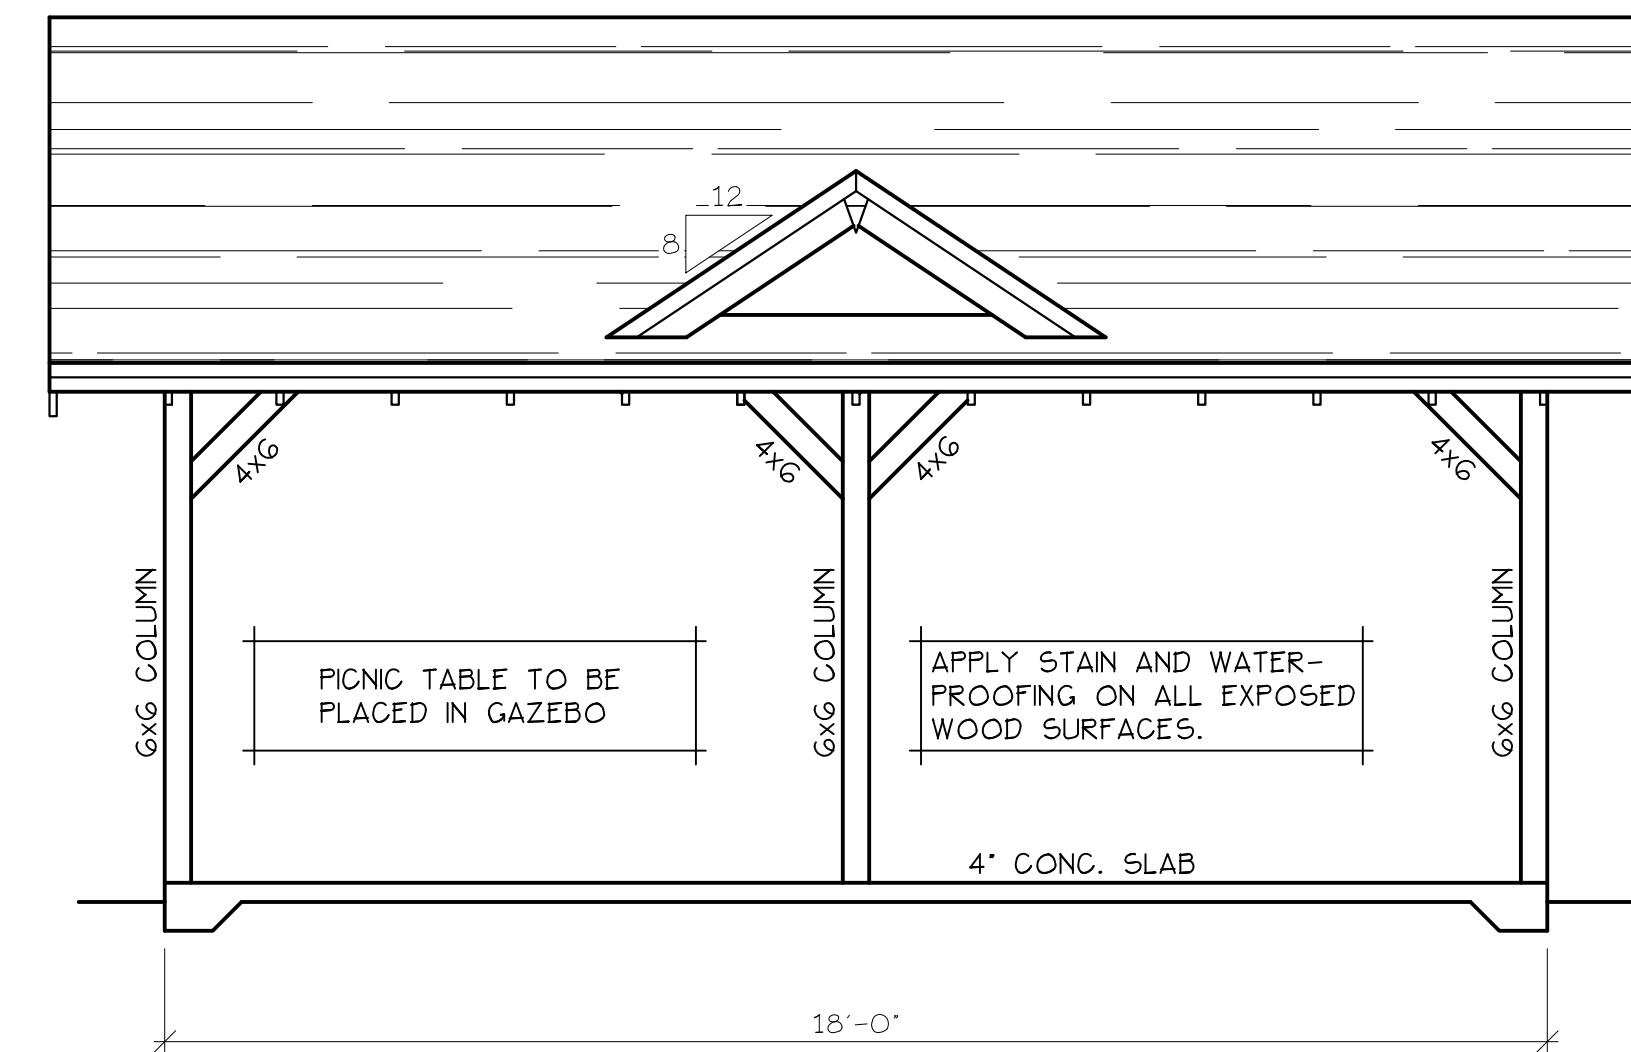 12
8
4x6
4x6
4x6
4x6
6x6 COLUMN
6x6 COLUMN
6x6 COLUMN
PICNIC TABLE TO BE
PLACED IN GAZEBO
APPLY STAIN AND WATER-
PROOFING ON ALL EXPOSED
WOOD SURFACES.
4" CONC. SLAB
18'-0"